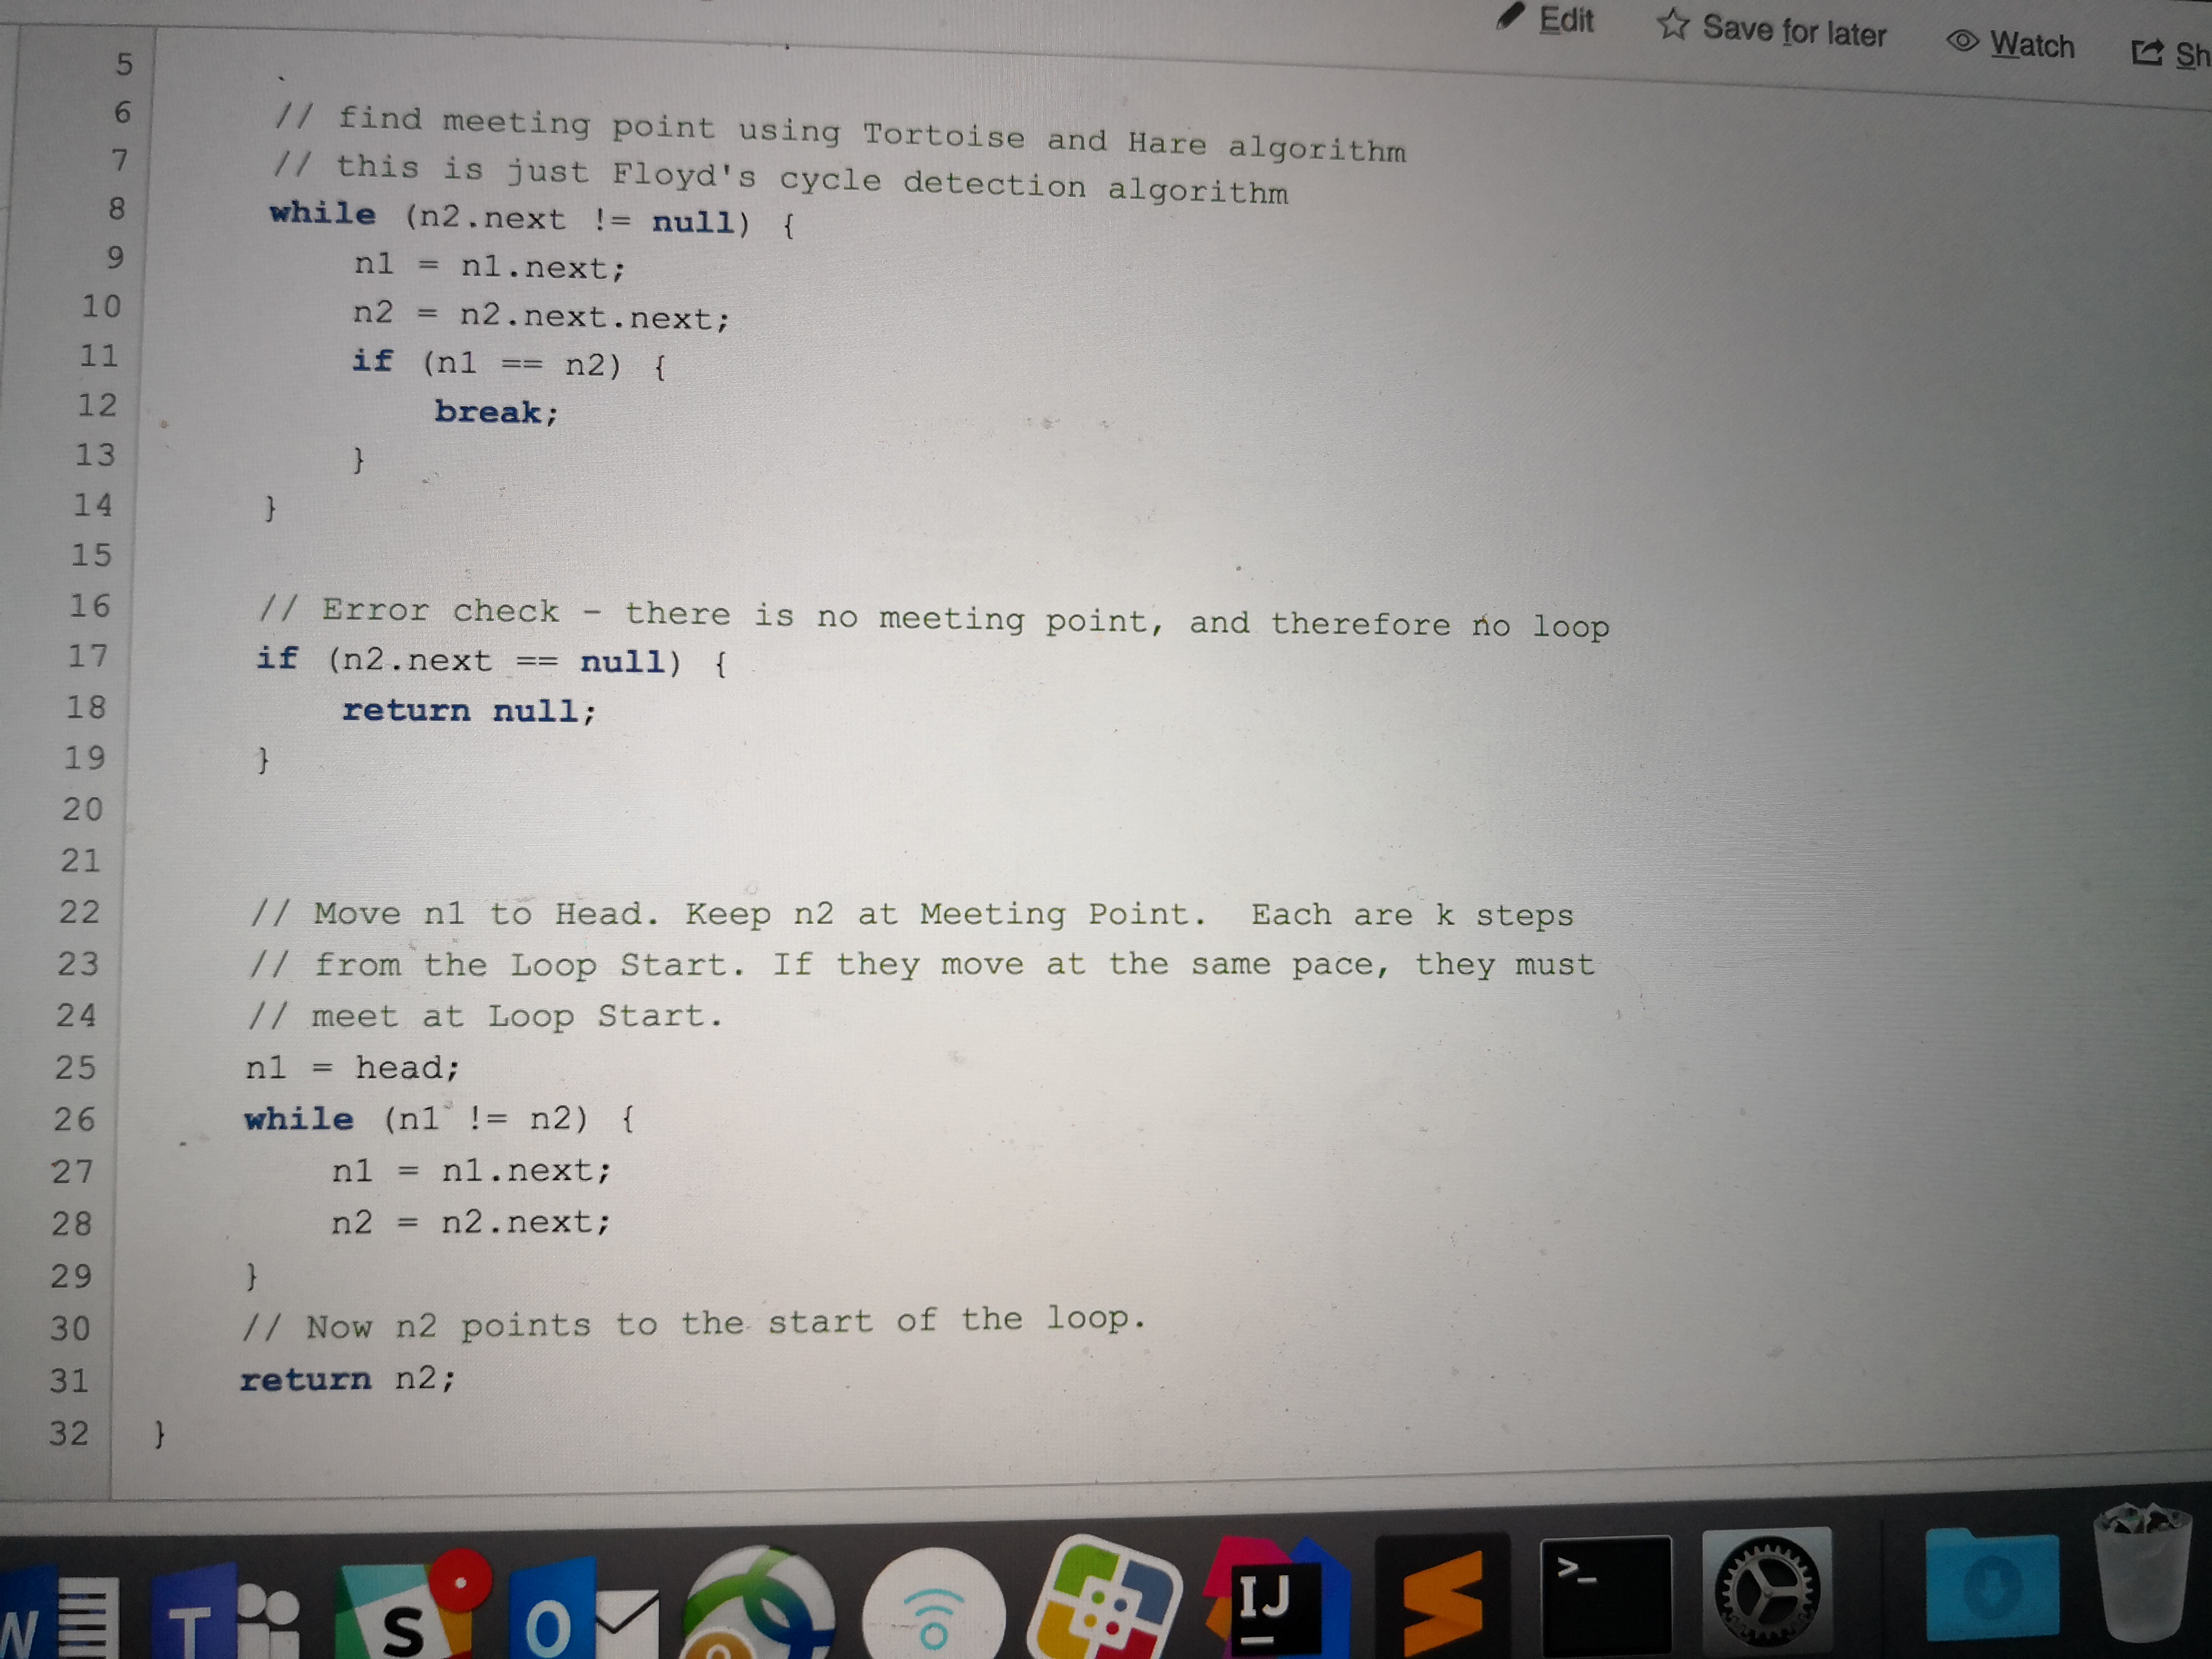 Edit Save for later Watch Sh
5
6 // find meeting point using Tortoise and Hare algorithm
7 // this is just Floyd's cycle detection algorithm
8 while (n2.next != null) {
9 n1 = n1.next;
10 n2 = n2.next.next;
11 if (n1 == n2) {
12 break;
13 }
14 }
15
16 // Error check - there is no meeting point, and therefore no loop
17 if (n2.next == null) {
18 return null;
19 }
20
21
22 // Move n1 to Head. Keep n2 at Meeting Point.  Each are k steps
23 // from the Loop Start. If they move at the same pace, they must
24 // meet at Loop Start.
25 n1 = head;
26 while (n1 != n2) {
27 n1 = n1.next;
28 n2 = n2.next;
29 }
30 // Now n2 points to the start of the loop.
31 return n2;
32 }
W T S O IJ >_